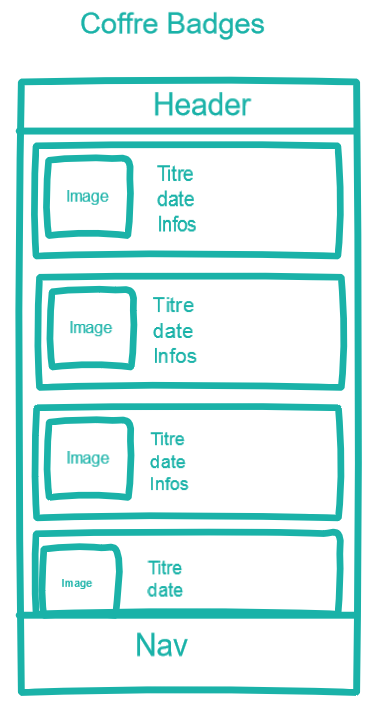 Coffre Badges
Header
Image
Titre
date
Infos
Image
Titre
date
Infos
Image
Titre
date
Infos
Image
Titre
date
Nav